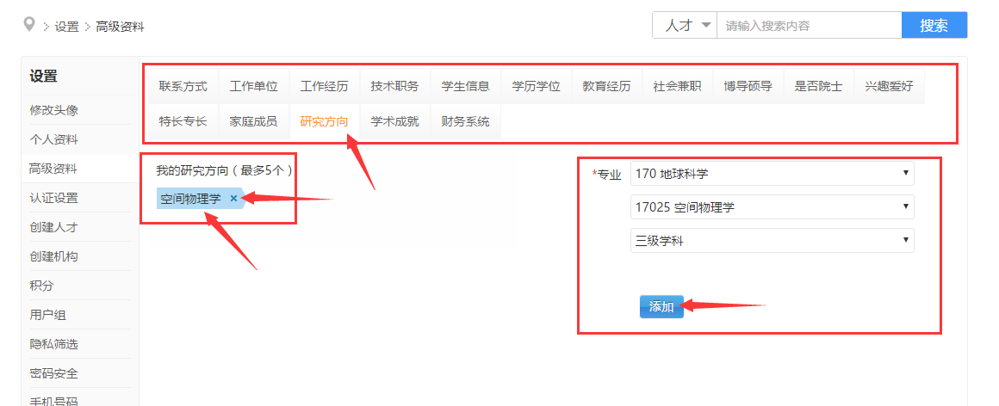 设置 高级资料
人才 请输入搜索内容 搜索
设置
修改头像
个人资料
高级资料
认证设置
创建人才
创建机构
积分
用户组
隐私筛选
密码安全
手机号码
联系方式 工作单位 工作经历 技术职务 学生信息 学历学位 教育经历 社会兼职 博导硕导 是否院士 兴趣爱好
特长专长 家庭成员 研究方向 学术成就 财务系统
我的研究方向（最多5个）
空间物理学 ×
*专业 170 地球科学
17025 空间物理学
三级学科
添加